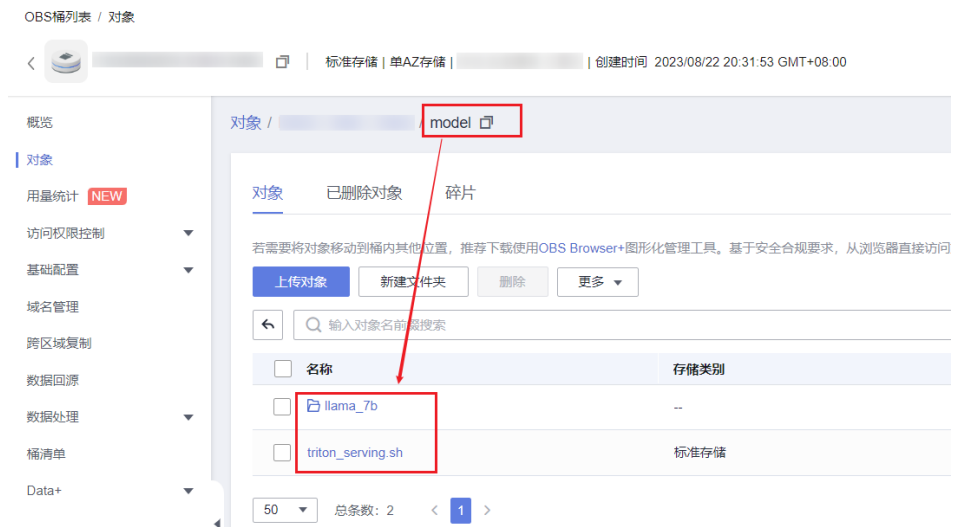 OBS桶列表 / 对象
标准存储 | 单AZ存储 | | 创建时间 2023/08/22 20:31:53 GMT+08:00
概览
对象
用量统计 NEW
访问权限控制
基础配置
域名管理
跨区域复制
数据回源
数据处理
桶清单
Data+
对象 / / model
对象 已删除对象 碎片
若需要将对象移动到桶内其他位置，推荐下载使用OBS Browser+图形化管理工具。基于安全合规要求，从浏览器直接访问
上传对象 新建文件夹 删除 更多
输入对象名前缀搜索
名称 存储类别
llama_7b --
triton_serving.sh 标准存储
50 总条数: 2 < 1 >